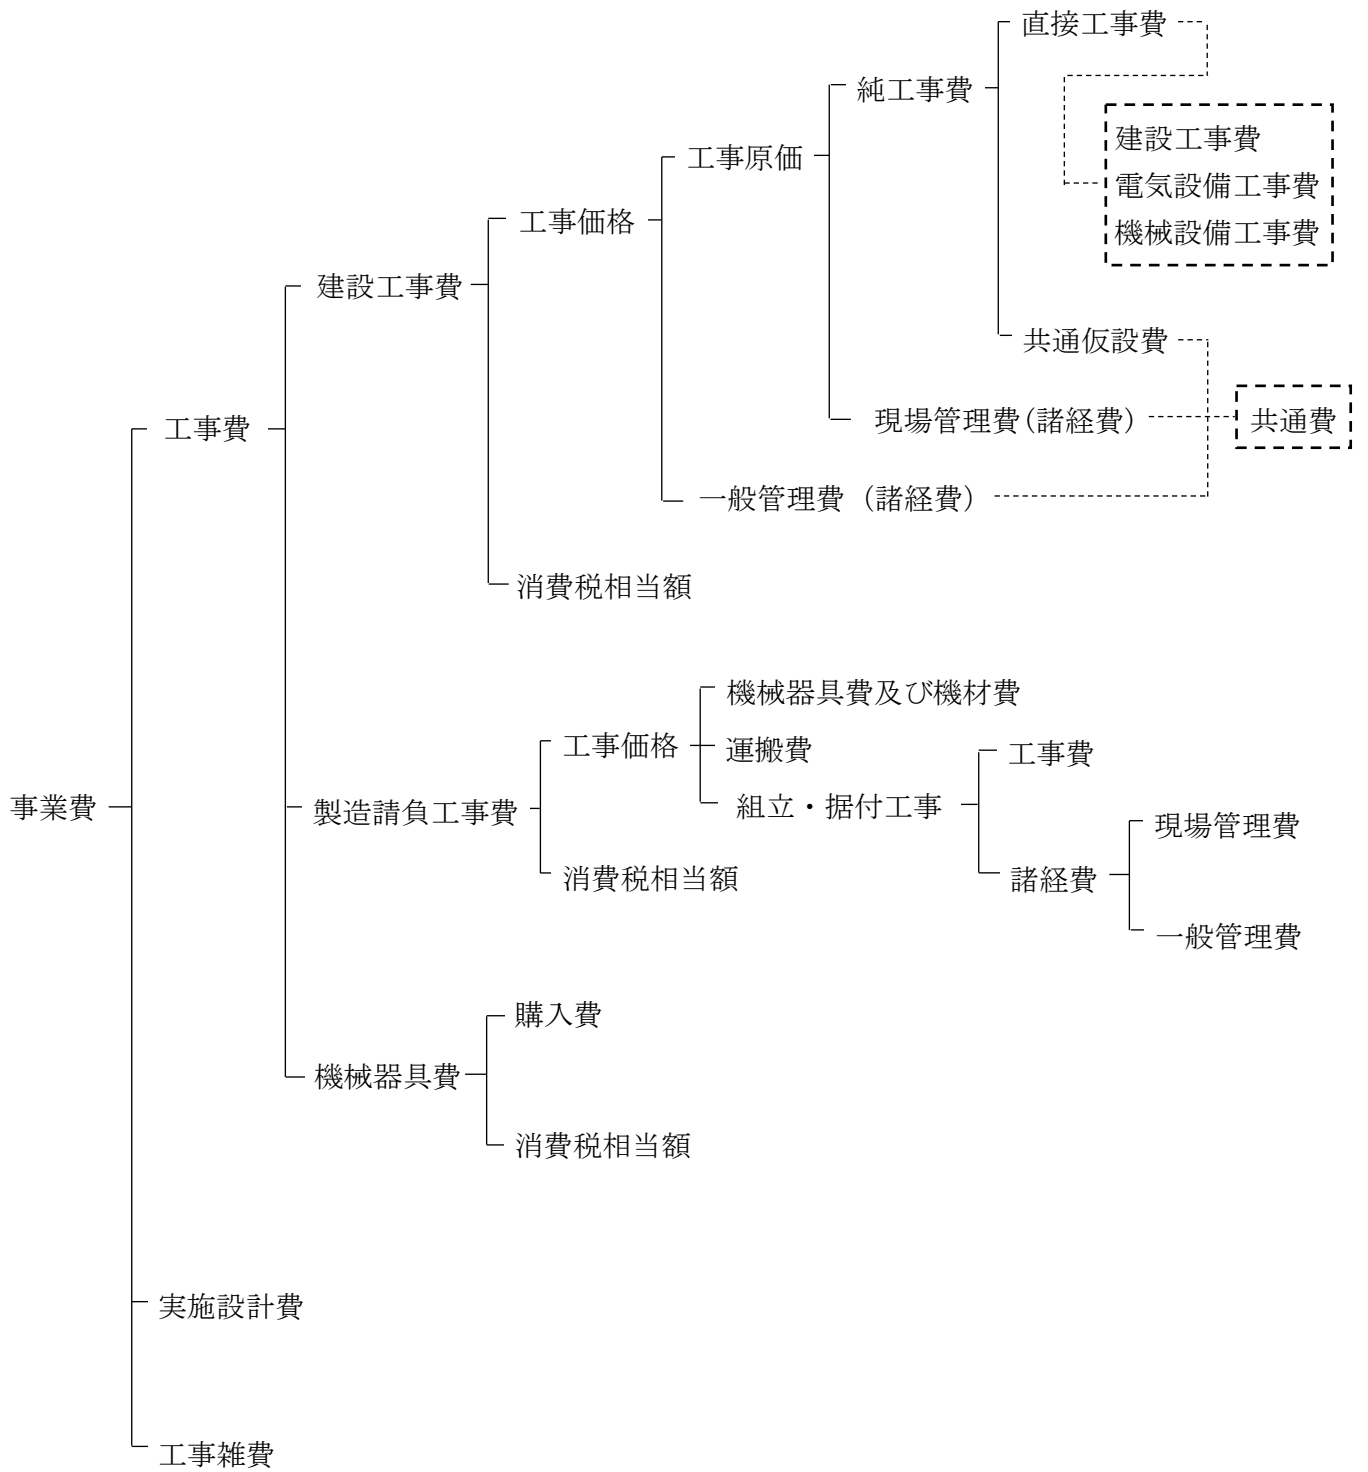 直接工事費
純工事費
建設工事費
工事原価
電気設備工事費
工事価格
機械設備工事費
建設工事費
共通仮設費
工事費
現場管理費(諸経費)
共通費
一般管理費（諸経費）
消費税相当額
機械器具費及び機材費
工事価格
運搬費
工事費
事業費
製造請負工事費
組立・据付工事
現場管理費
消費税相当額
諸経費
一般管理費
購入費
機械器具費
消費税相当額
実施設計費
工事雑費